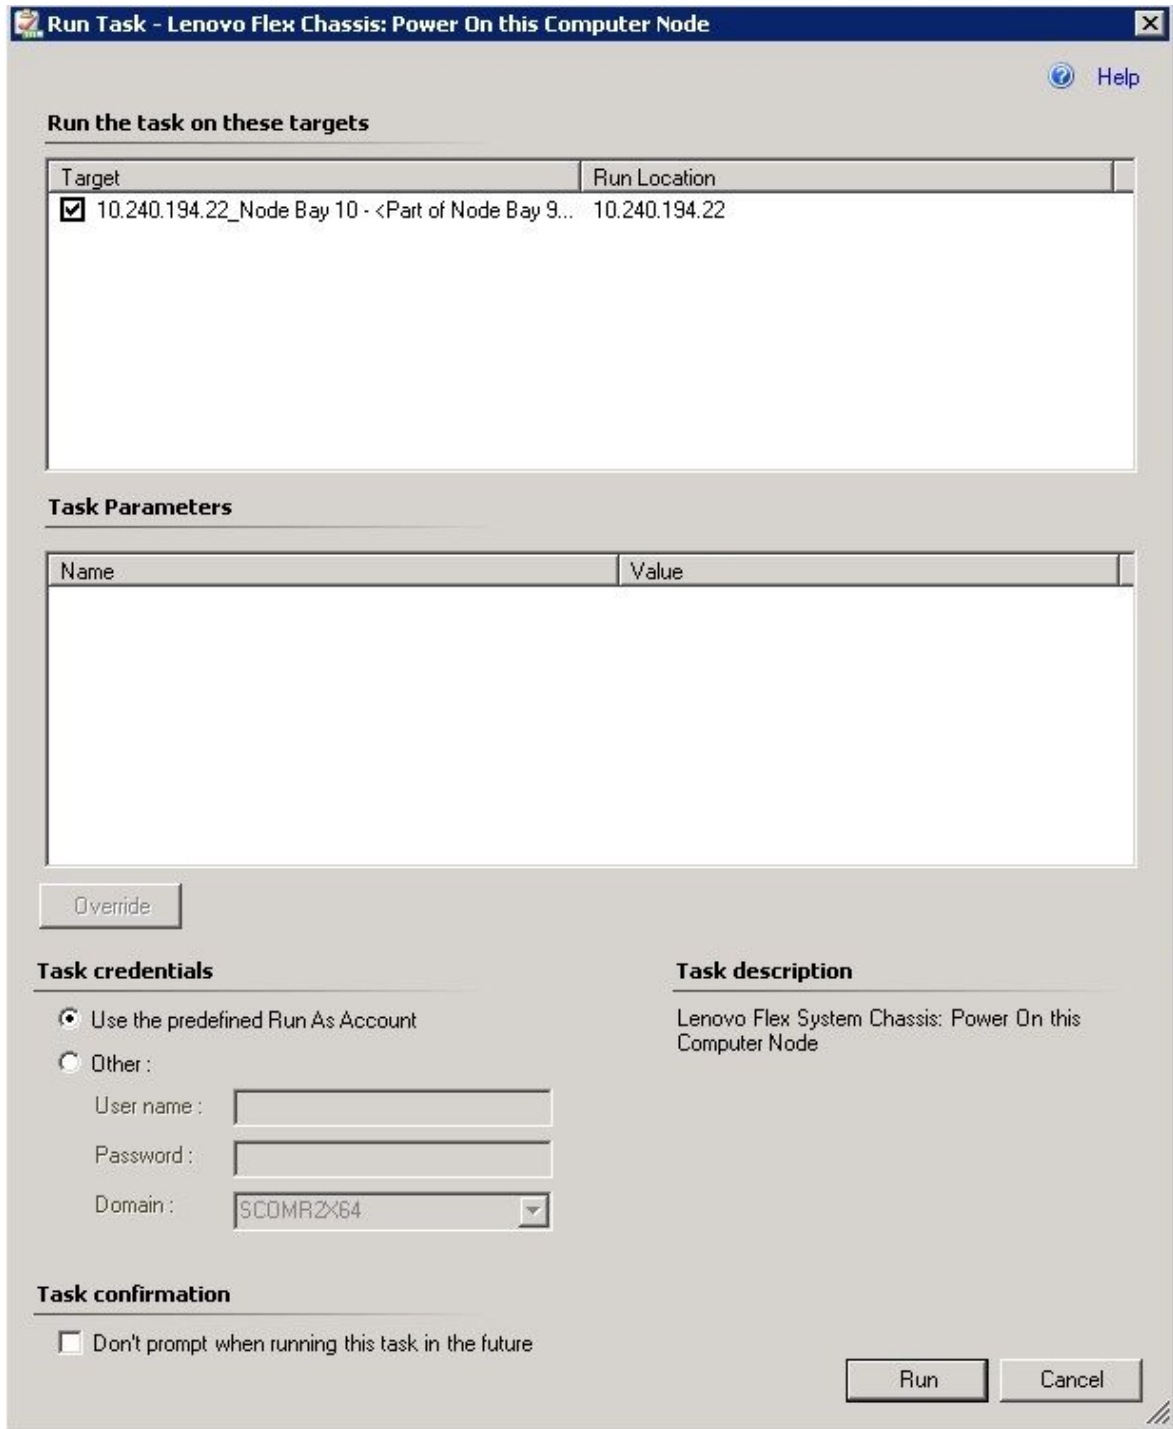 Run Task - Lenovo Flex Chassis: Power On this Computer Node
Help
Run the task on these targets
Target Run Location
10.240.194.22_Node Bay 10 - <Part of Node Bay 9... 10.240.194.22
Task Parameters
Name Value
Override
Task credentials
Use the predefined Run As Account
Other :
User name :
Password :
Domain : SCOMR2X64
Task description
Lenovo Flex System Chassis: Power On this
Computer Node
Task confirmation
Don't prompt when running this task in the future
Run Cancel